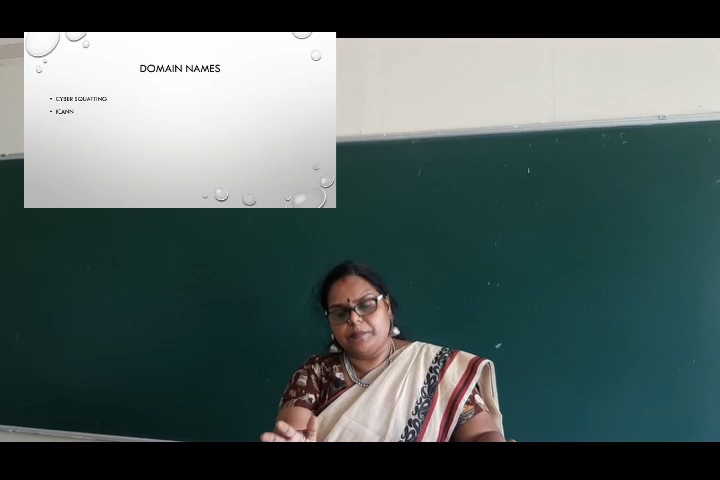 DOMAIN NAMES
• CYBER SQUATTING
• ICANN